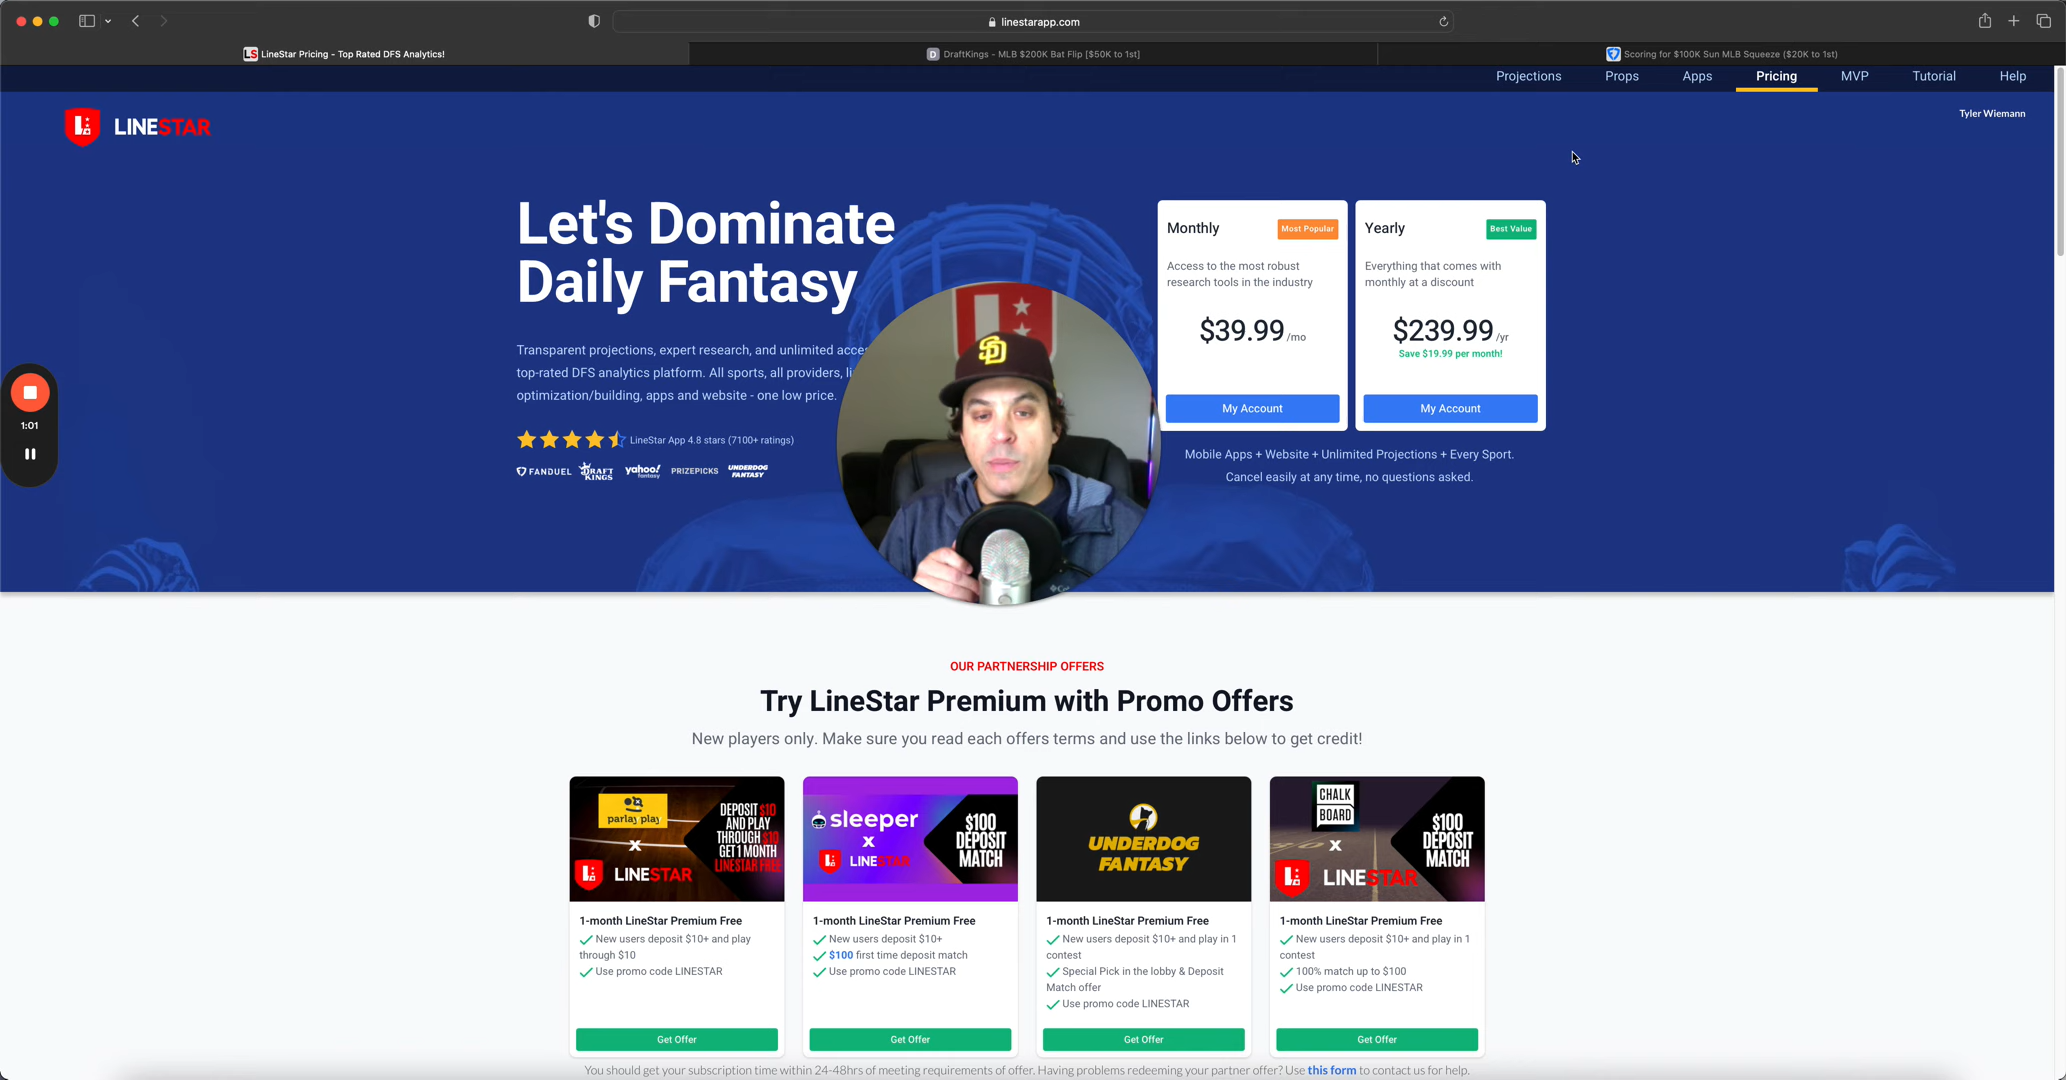 linestarapp.com
LS LineStar Pricing - Top Rated DFS Analytics!
D DraftKings - MLB $200K Bat Flip [$50K to 1st]
Scoring for $100K Sun MLB Squeeze ($20K to 1st)
Projections Props Apps Pricing MVP Tutorial Help
LINESTAR
Tyler Wiemann
Let's Dominate
Daily Fantasy
Transparent projections, expert research, and unlimited
top-rated DFS analytics platform. All sports, all providers,
optimization/building, apps and website - one low price.
LineStar App 4.8 stars (7100+ ratings)
FANDUEL DRAFT KINGS yahoo! fantasy PRIZEPICKS UNDERDOG FANTASY
SD
Monthly
Most Popular
Access to the most robust
research tools in the industry
$39.99 /mo
My Account
Yearly
Best Value
Everything that comes with
monthly at a discount
$239.99 /yr
Save $19.99 per month!
My Account
Mobile Apps + Website + Unlimited Projections + Every Sport.
Cancel easily at any time, no questions asked.
1:01
OUR PARTNERSHIP OFFERS
Try LineStar Premium with Promo Offers
New players only. Make sure you read each offers terms and use the links below to get credit!
parlay play
X
LINESTAR
DEPOSIT $10
AND PLAY
THROUGH $10
GET 1 MONTH
LINESTAR FREE
1-month LineStar Premium Free
New users deposit $10+ and play
through $10
Use promo code LINESTAR
Get Offer
sleeper
X
LINESTAR
$100
DEPOSIT
MATCH
1-month LineStar Premium Free
New users deposit $10+
$100 first time deposit match
Use promo code LINESTAR
Get Offer
UNDERDOG
FANTASY
1-month LineStar Premium Free
New users deposit $10+ and play in 1
contest
Special Pick in the lobby & Deposit
Match offer
Use promo code LINESTAR
Get Offer
CHALK
BOARD
X
LINESTAR
$100
DEPOSIT
MATCH
1-month LineStar Premium Free
New users deposit $10+ and play in 1
contest
100% match up to $100
Use promo code LINESTAR
Get Offer
You should get your subscription time within 24-48hrs of meeting requirements of offer. Having problems redeeming your partner offer? Use this form to contact us for help.